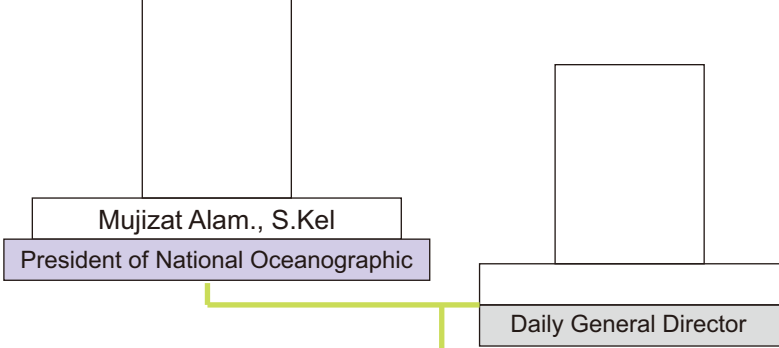 Mujizat Alam., S.Kel
President of National Oceanographic
Daily General Director